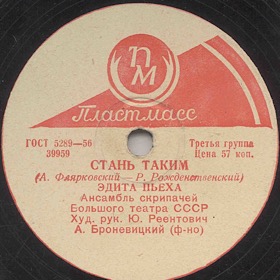 ПМ
Пластмасс
ГОСТ 5289—56
39959
Третья группа
Цена 57 коп.
СТАНЬ ТАКИМ
(А. Флярковский — Р. Рождественский)
ЭДИТА ПЬЕХА
Ансамбль скрипачей
Большого театра СССР
Худ. рук. Ю. Реентович
А. Броневицкий (ф-но)